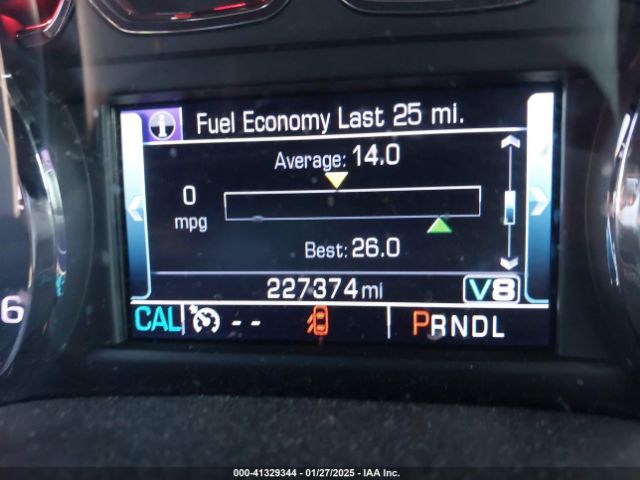 Fuel Economy Last 25 mi.
Average: 14.0
0
mpg
Best: 26.0
227374 mi V8
CAL -- PRNDL
6
000-41329344 | 01/27/2025 | IAA Inc.